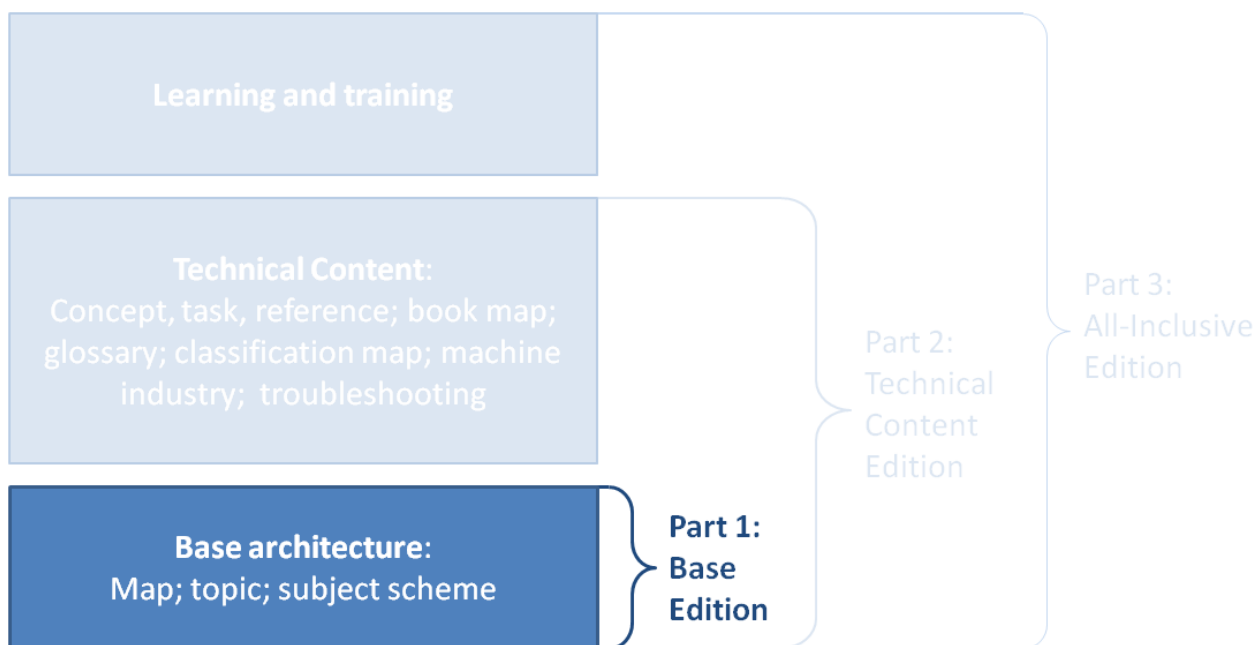 Learning and training
Technical Content:
Concept, task, reference; book map;
glossary; classification map; machine
industry; troubleshooting
Base architecture:
Map; topic; subject scheme
Part 1:
Base
Edition
Part 2:
Technical
Content
Edition
Part 3:
All-Inclusive
Edition